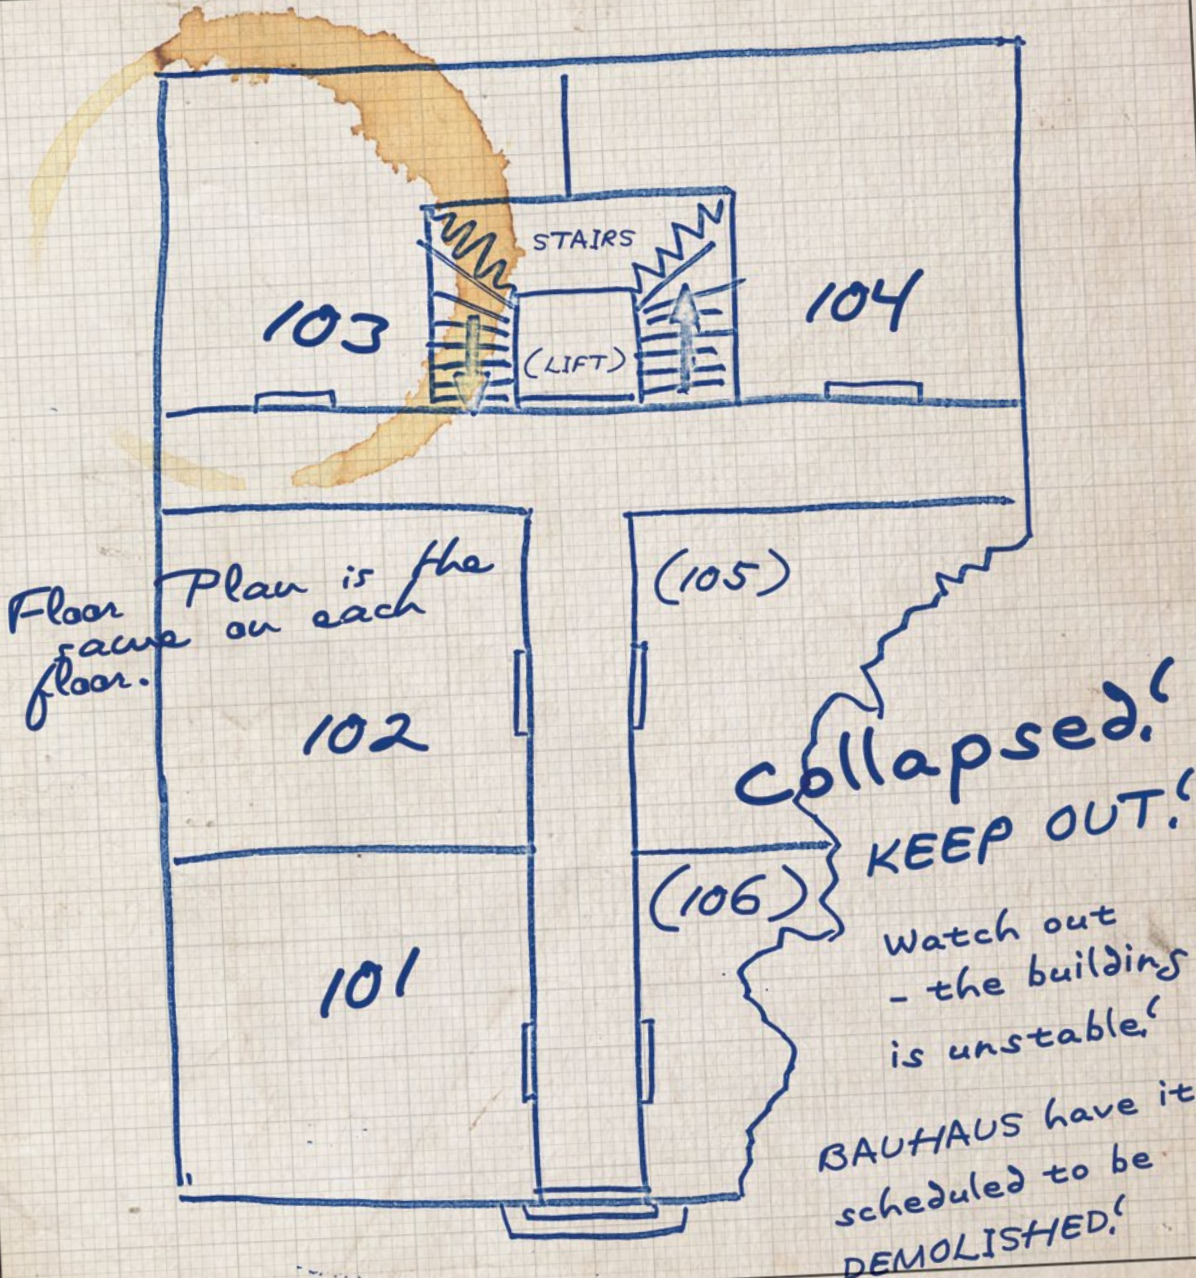 STAIRS
103
(LIFT)
104
Floor Plan is the
same on each
floor.
(105)
102
Collapsed!
KEEP OUT!
(106)
101
Watch out
- the building
is unstable!
BAUHAUS have it
scheduled to be
DEMOLISHED!